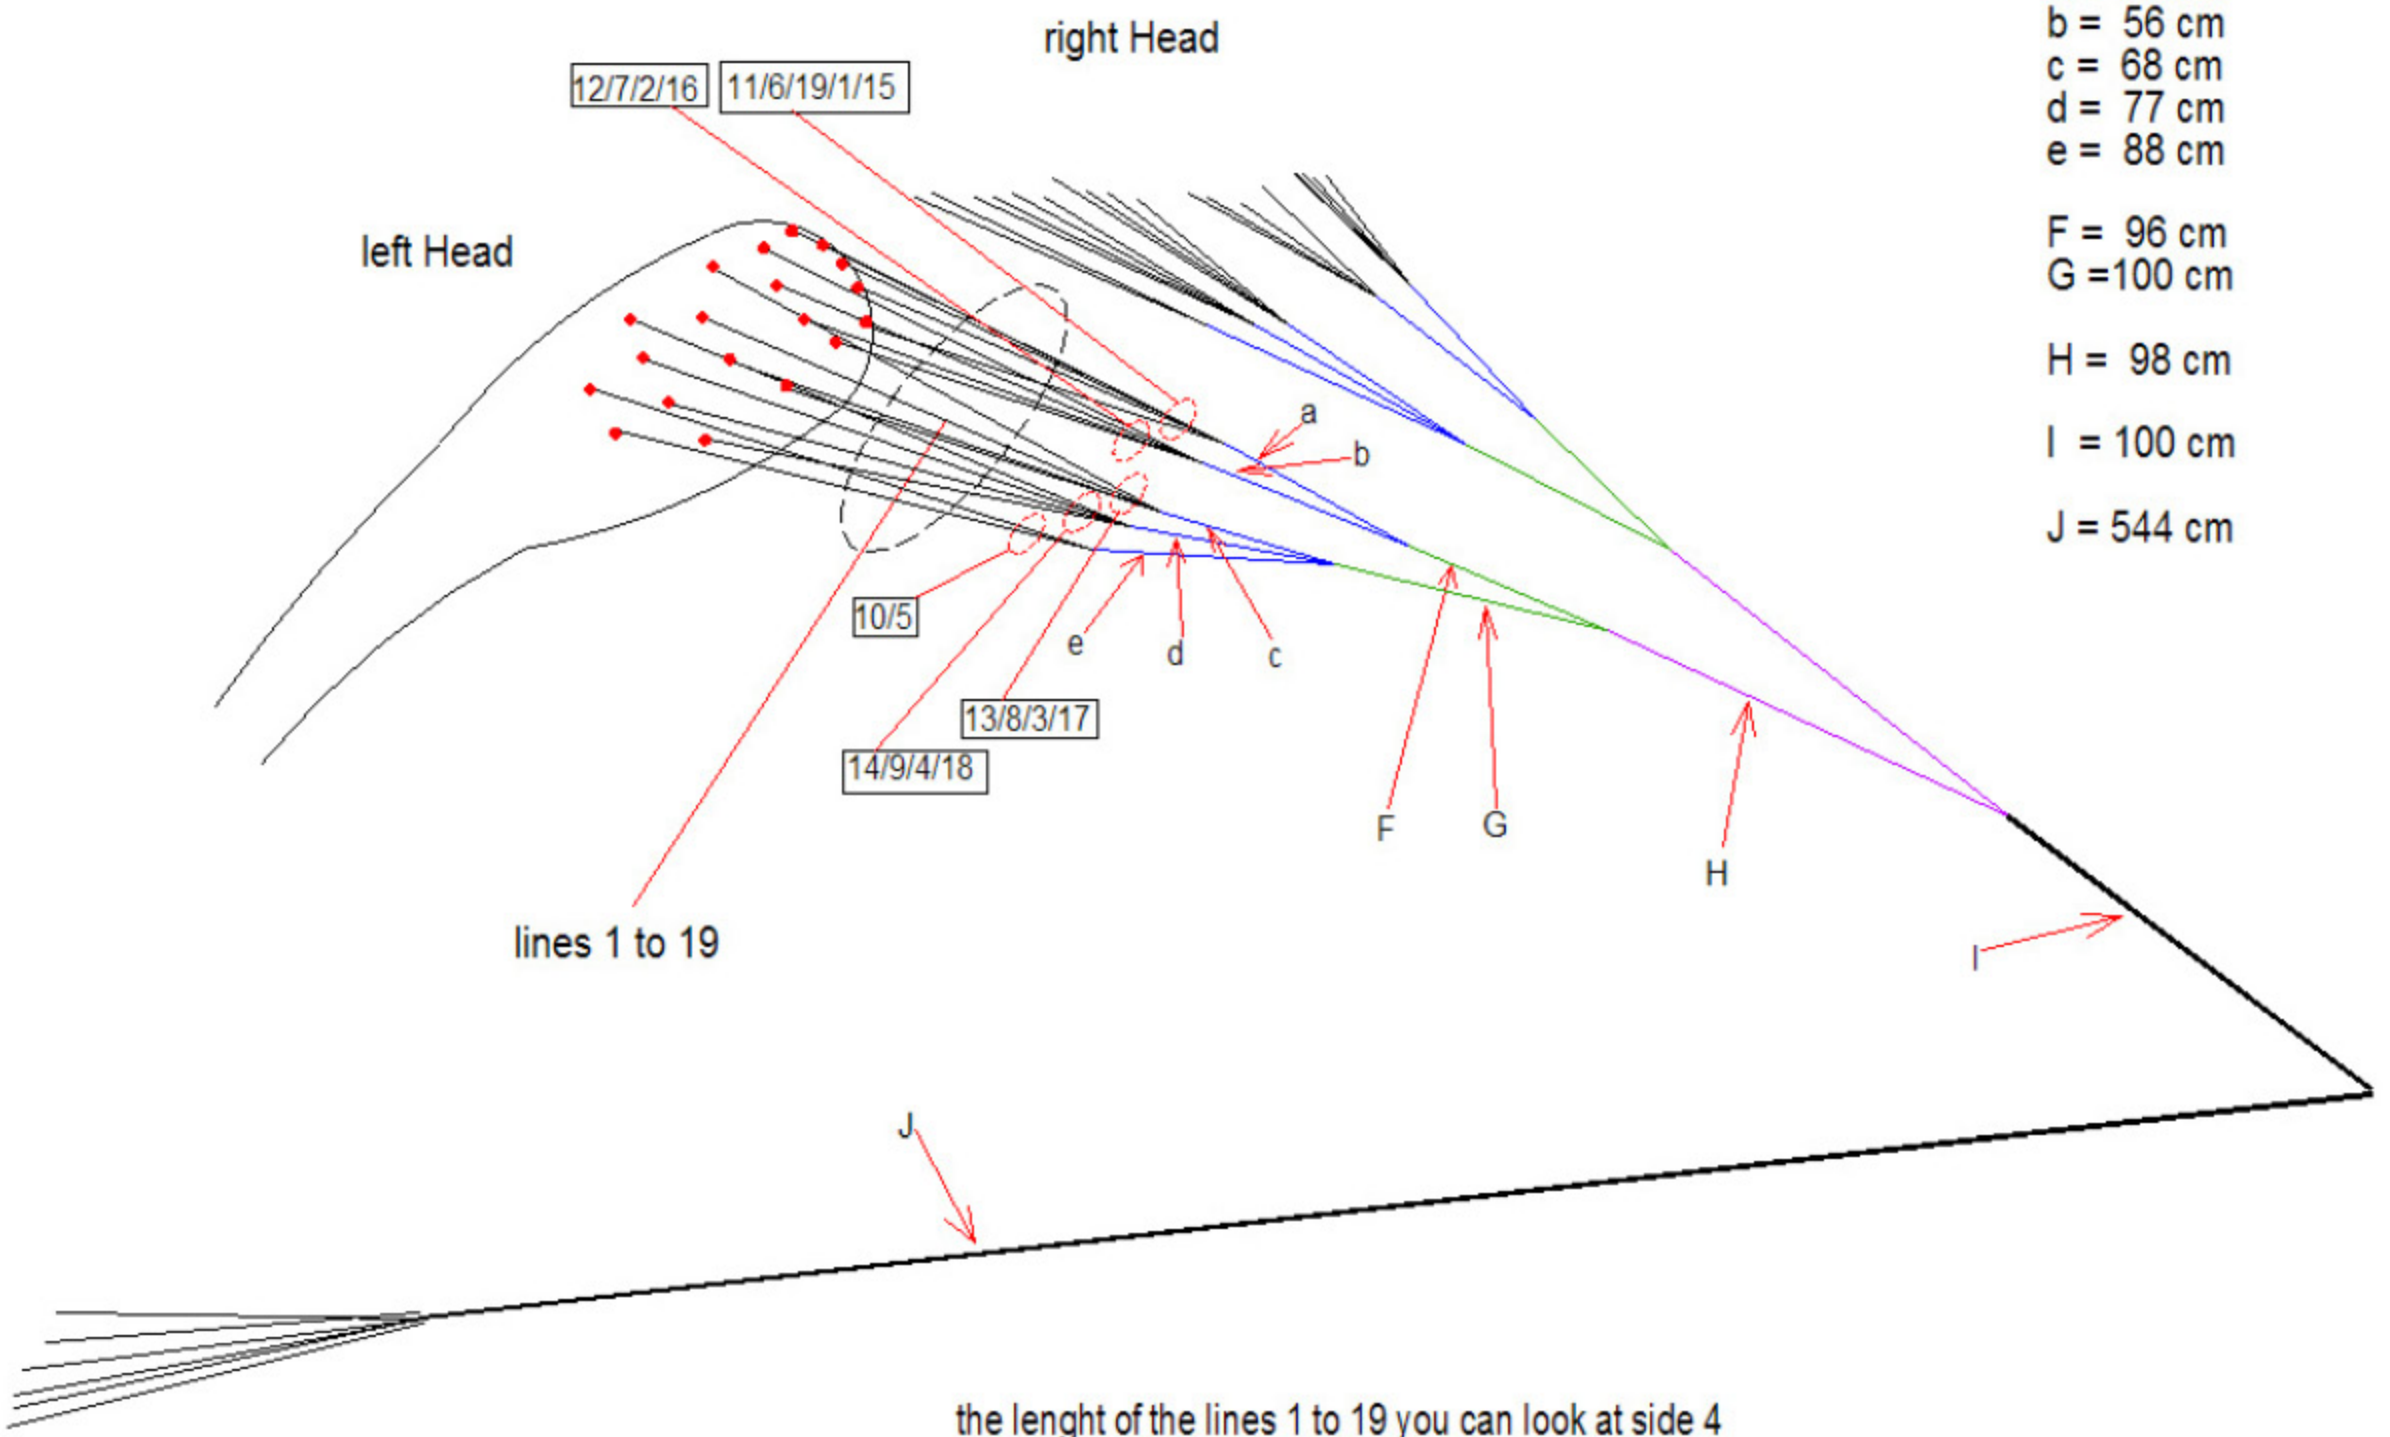 right Head
12/7/2/16
11/6/19/1/15
left Head
b = 56 cm
c = 68 cm
d = 77 cm
e = 88 cm
F = 96 cm
G =100 cm
H = 98 cm
I = 100 cm
J = 544 cm
a
b
10/5
e
d
c
13/8/3/17
14/9/4/18
F
G
H
lines 1 to 19
I
J
the lenght of the lines 1 to 19 you can look at side 4